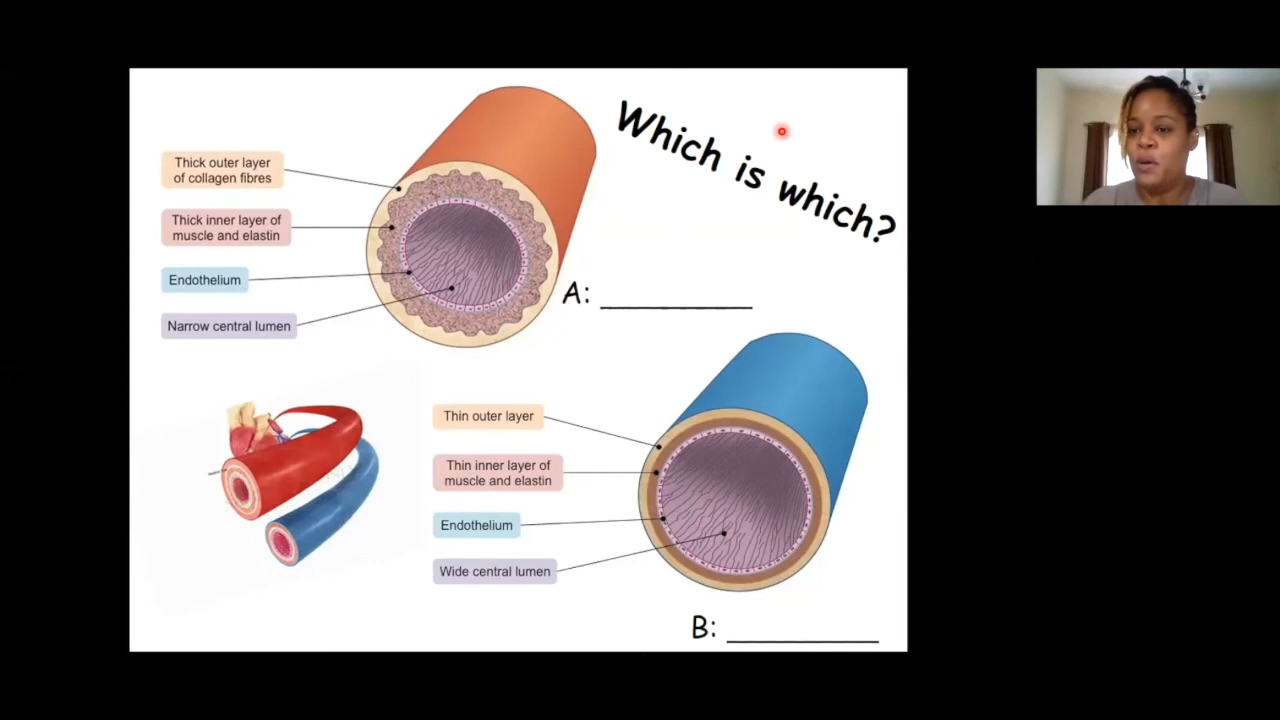 Which is which?
Thick outer layer
of collagen fibres
Thick inner layer of
muscle and elastin
Endothelium
Narrow central lumen
A: ___________
Thin outer layer
Thin inner layer of
muscle and elastin
Endothelium
Wide central lumen
B: ___________